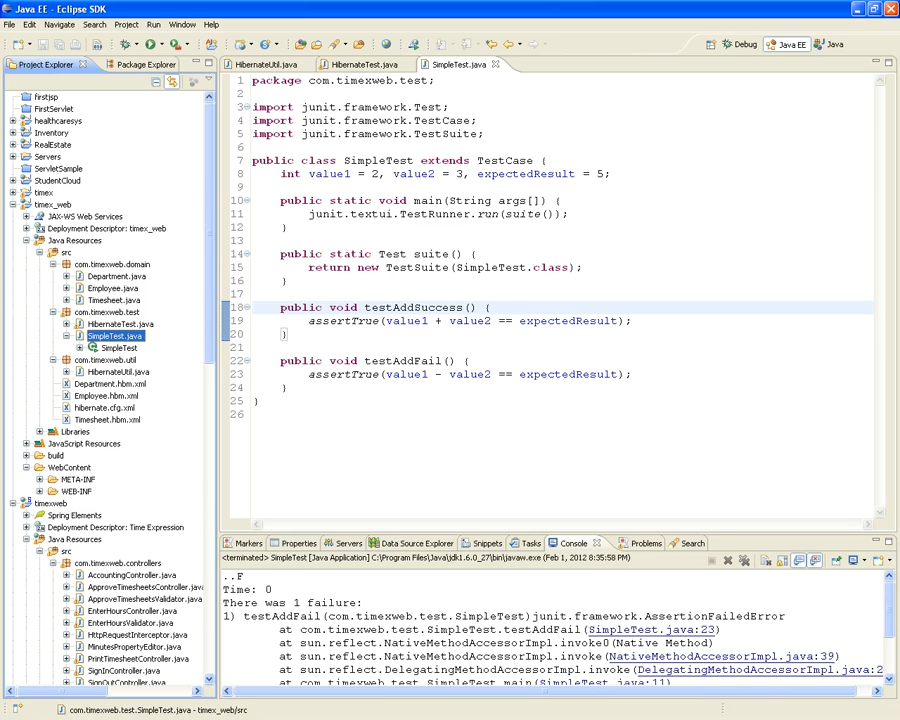 Java EE - Eclipse SDK
File Edit Navigate Search Project Run Window Help
Debug Java EE Java
Project Explorer Package Explorer
firstjsp
FirstServlet
healthcaresys
Inventory
RealEstate
Servers
ServletSample
StudentCloud
timex
timex_web
JAX-WS Web Services
Deployment Descriptor: timex_web
Java Resources
src
com.timexweb.domain
Department.java
Employee.java
Timesheet.java
com.timexweb.test
HibernateTest.java
SimpleTest.java
SimpleTest
com.timexweb.util
HibernateUtil.java
Department.hbm.xml
Employee.hbm.xml
hibernate.cfg.xml
Timesheet.hbm.xml
Libraries
JavaScript Resources
build
WebContent
META-INF
WEB-INF
timexweb
Spring Elements
Deployment Descriptor: Time Expression
Java Resources
src
com.timexweb.controllers
AccountingController.java
ApproveTimesheetsController.java
ApproveTimesheetsValidator.java
EnterHoursController.java
EnterHoursValidator.java
HttpRequestInterceptor.java
MinutesPropertyEditor.java
PrintTimesheetController.java
SignInController.java
SignOutController.java
HibernateUtil.java HibernateTest.java SimpleTest.java
1 package com.timexweb.test;
2
3 import junit.framework.Test;
4 import junit.framework.TestCase;
5 import junit.framework.TestSuite;
6
7 public class SimpleTest extends TestCase {
8 int value1 = 2, value2 = 3, expectedResult = 5;
9
10 public static void main(String args[]) {
11 junit.textui.TestRunner.run(suite());
12 }
13
14 public static Test suite() {
15 return new TestSuite(SimpleTest.class);
16 }
17
18 public void testAddSuccess() {
19 assertTrue(value1 + value2 == expectedResult);
20 }
21
22 public void testAddFail() {
23 assertTrue(value1 - value2 == expectedResult);
24 }
25 }
26
Markers Properties Servers Data Source Explorer Snippets Tasks Console Problems Search
<terminated> SimpleTest [Java Application] C:\Program Files\Java\jdk1.6.0_27\bin\javaw.exe (Feb 1, 2012 8:35:58 PM)
..F
Time: 0
There was 1 failure:
1) testAddFail(com.timexweb.test.SimpleTest)junit.framework.AssertionFailedError
at com.timexweb.test.SimpleTest.testAddFail(SimpleTest.java:23)
at sun.reflect.NativeMethodAccessorImpl.invoke0(Native Method)
at sun.reflect.NativeMethodAccessorImpl.invoke(NativeMethodAccessorImpl.java:39)
at sun.reflect.DelegatingMethodAccessorImpl.invoke(DelegatingMethodAccessorImpl.java:2
at com.timexweb.test.SimpleTest.main(SimpleTest.java:11)
com.timexweb.test.SimpleTest.java - timex_web/src